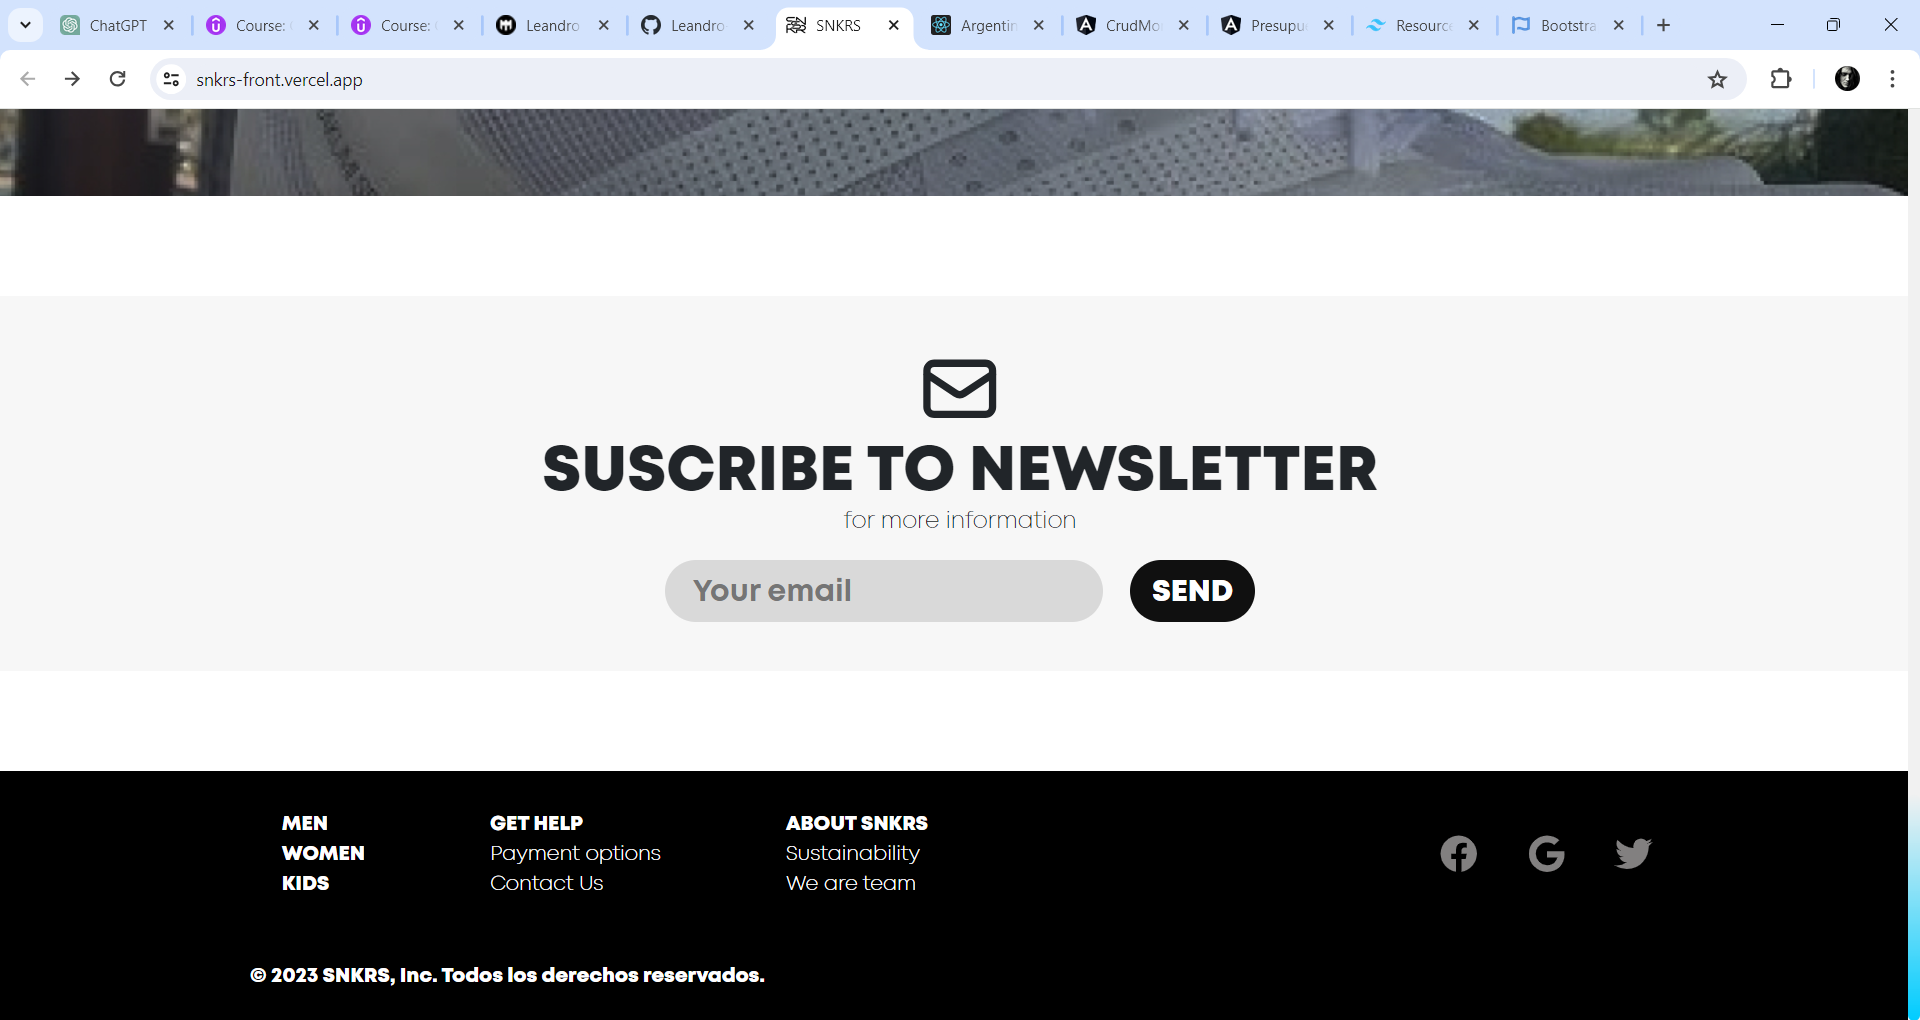 ChatGPT
Course:
Course:
Leandro
Leandro
SNKRS
Argentin
CrudMo
Presupu
Resource
Bootstra
snkrs-front.vercel.app
SUSCRIBE TO NEWSLETTER
for more information
Your email
SEND
MEN
WOMEN
KIDS
GET HELP
Payment options
Contact Us
ABOUT SNKRS
Sustainability
We are team
© 2023 SNKRS, Inc. Todos los derechos reservados.